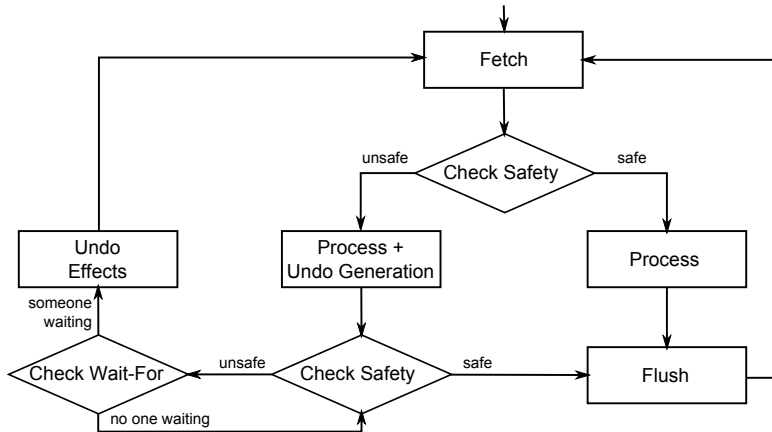 Fetch
unsafe
safe
Check Safety
Undo
Effects
Process +
Undo Generation
Process
someone
waiting
Check Wait-For
unsafe
Check Safety
safe
Flush
no one waiting